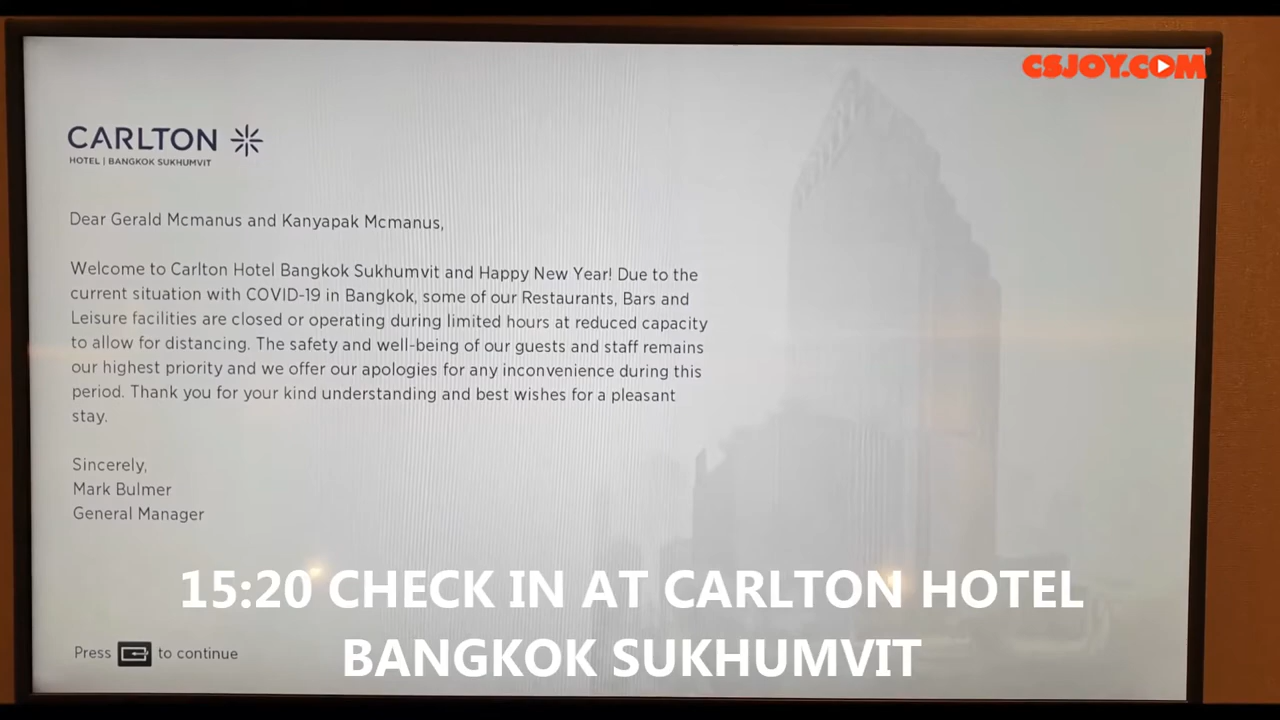 CSJOY.COM
CARLTON
HOTEL | BANGKOK SUKHUMVIT
Dear Gerald Mcmanus and Kanyapak Mcmanus,
Welcome to Carlton Hotel Bangkok Sukhumvit and Happy New Year! Due to the
current situation with COVID-19 in Bangkok, some of our Restaurants, Bars and
Leisure facilities are closed or operating during limited hours at reduced capacity
to allow for distancing. The safety and well-being of our guests and staff remains
our highest priority and we offer our apologies for any inconvenience during this
period. Thank you for your kind understanding and best wishes for a pleasant
stay.
Sincerely,
Mark Bulmer
General Manager
15:20 CHECK IN AT CARLTON HOTEL
BANGKOK SUKHUMVIT
Press to continue